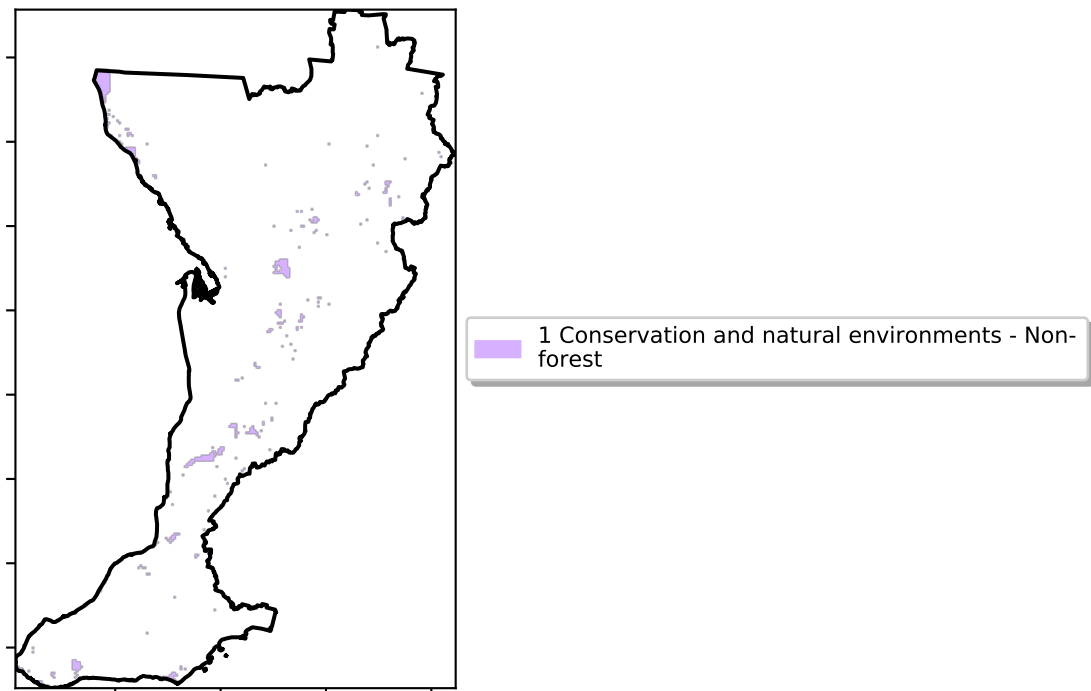 1 Conservation and natural environments - Non-
forest